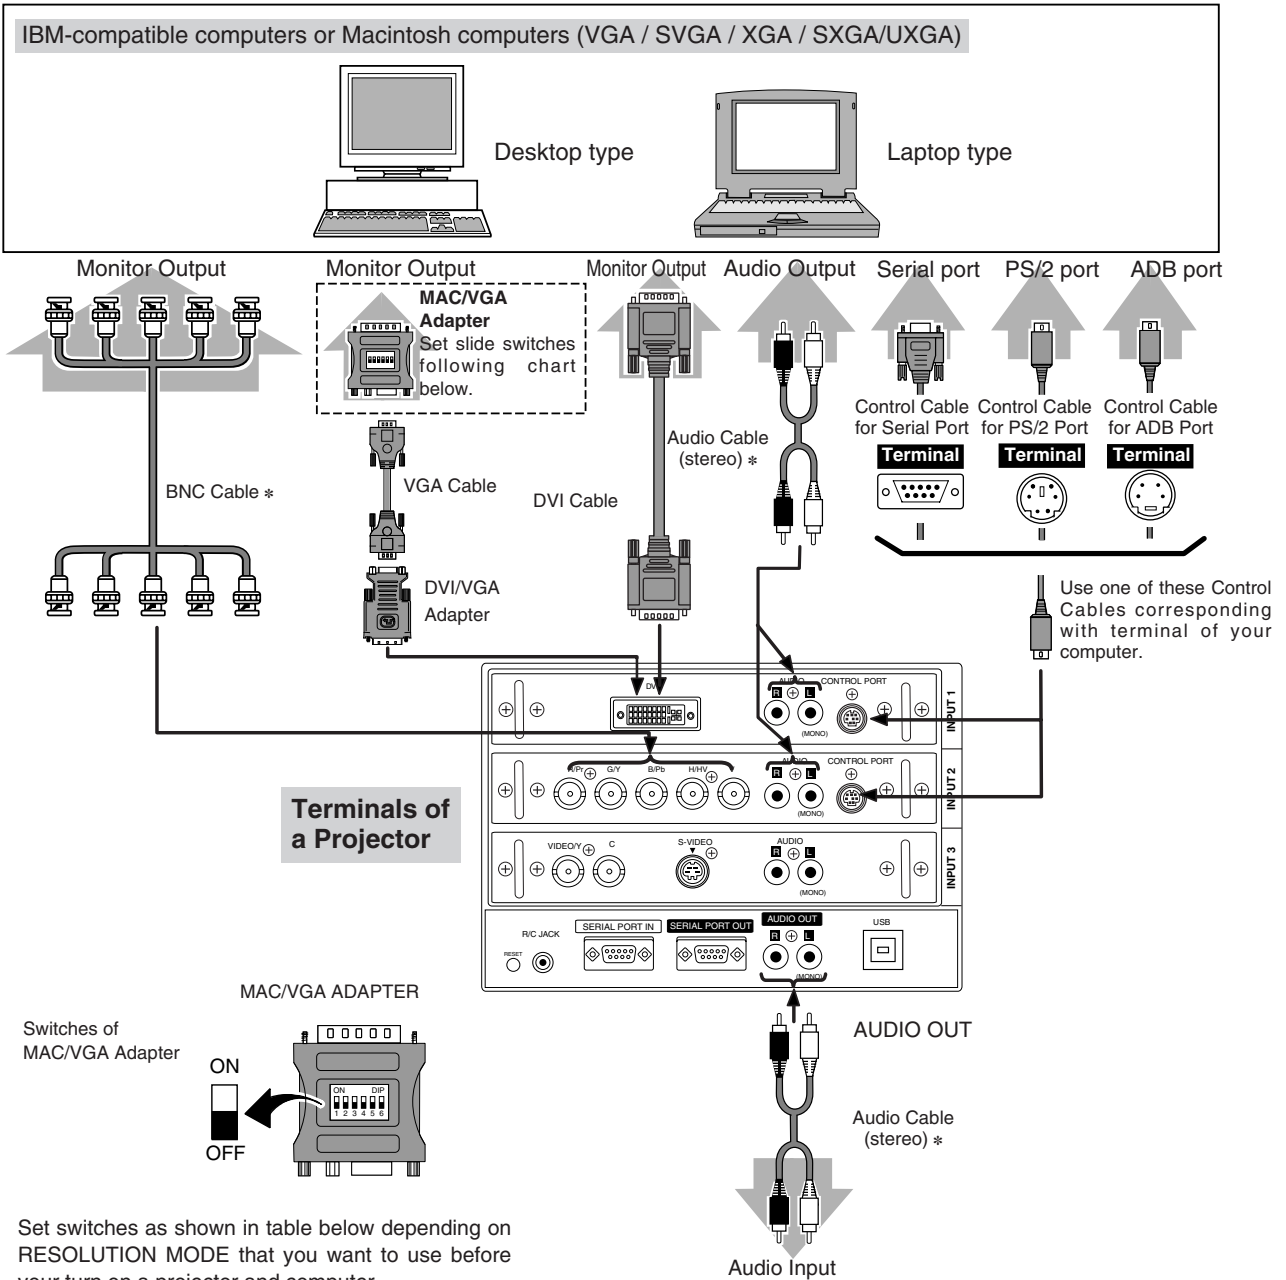 IBM-compatible computers or Macintosh computers (VGA / SVGA / XGA / SXGA/UXGA)
Desktop type
Laptop type
Monitor Output
Monitor Output
Monitor Output
Audio Output
Serial port
PS/2 port
ADB port
MAC/VGA
Adapter
Set slide switches
following chart
below.
Control Cable
for Serial Port
Control Cable
for PS/2 Port
Control Cable
for ADB Port
Terminal
Terminal
Terminal
Audio Cable
(stereo) *
BNC Cable *
VGA Cable
DVI Cable
DVI/VGA
Adapter
Use one of these Control
Cables corresponding
with terminal of your
computer.
AUDIO
CONTROL PORT
R
L
(MONO)
INPUT 1
Terminals of
a Projector
G/Y
B/Pb
H/HV
AUDIO
CONTROL PORT
R
L
(MONO)
INPUT 2
VIDEO/Y
C
S-VIDEO
AUDIO
R
L
(MONO)
INPUT 3
R/C JACK
RESET
SERIAL PORT IN
SERIAL PORT OUT
AUDIO OUT
R
L
(MONO)
USB
MAC/VGA ADAPTER
Switches of
MAC/VGA Adapter
ON
OFF
ON DIP
1 2 3 4 5 6
AUDIO OUT
Audio Cable
(stereo) *
Audio Input
Set switches as shown in table below depending on
RESOLUTION MODE that you want to use before
your turn on a projector and computer